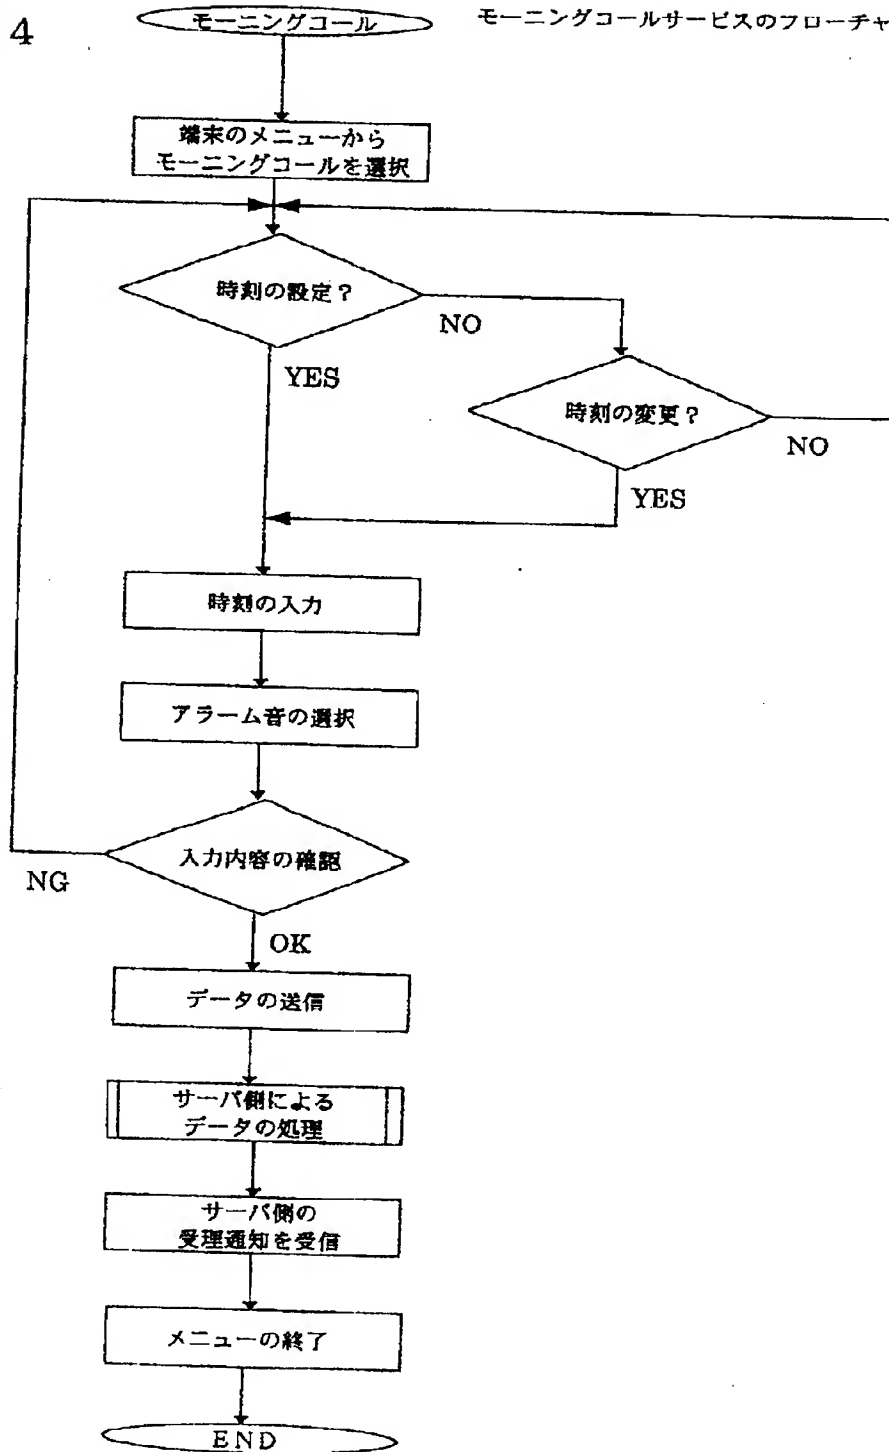 4
モーニングコール
モーニングコールサービスのフローチャ
端末のメニューから
モーニングコールを選択
時刻の設定?
NO
YES
時刻の変更?
NO
YES
時刻の入力
アラーム音の選択
入力内容の確認
NG
OK
データの送信
サーバ側による
データの処理
サーバ側の
受理通知を受信
メニューの終了
END